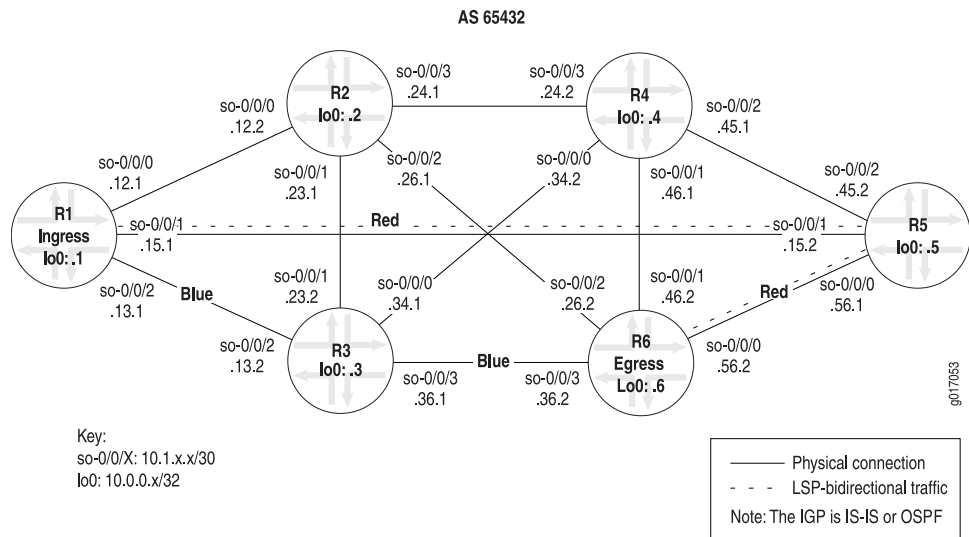 AS 65432
so-0/0/3
.24.1
so-0/0/3
.24.2
R2
lo0: .2
R4
lo0: .4
so-0/0/0
.12.2
so-0/0/2
.45.1
so-0/0/0
.12.1
so-0/0/1
.23.1
so-0/0/2
.26.1
so-0/0/0
.34.2
so-0/0/1
.46.1
so-0/0/2
.45.2
R1
Ingress
lo0: .1
so-0/0/1
.15.1
Red
so-0/0/1
.15.2
R5
lo0: .5
so-0/0/2
.13.1
Blue
so-0/0/1
.23.2
so-0/0/0
.34.1
so-0/0/2
.26.2
so-0/0/1
.46.2
Red
so-0/0/0
.56.1
so-0/0/2
.13.2
R3
lo0: .3
Blue
R6
Egress
Lo0: .6
so-0/0/0
.56.2
so-0/0/3
.36.1
so-0/0/3
.36.2
g017053
Key:
so-0/0/X: 10.1.x.x/30
lo0: 10.0.0.x/32
Physical connection
LSP-bidirectional traffic
Note: The IGP is IS-IS or OSPF